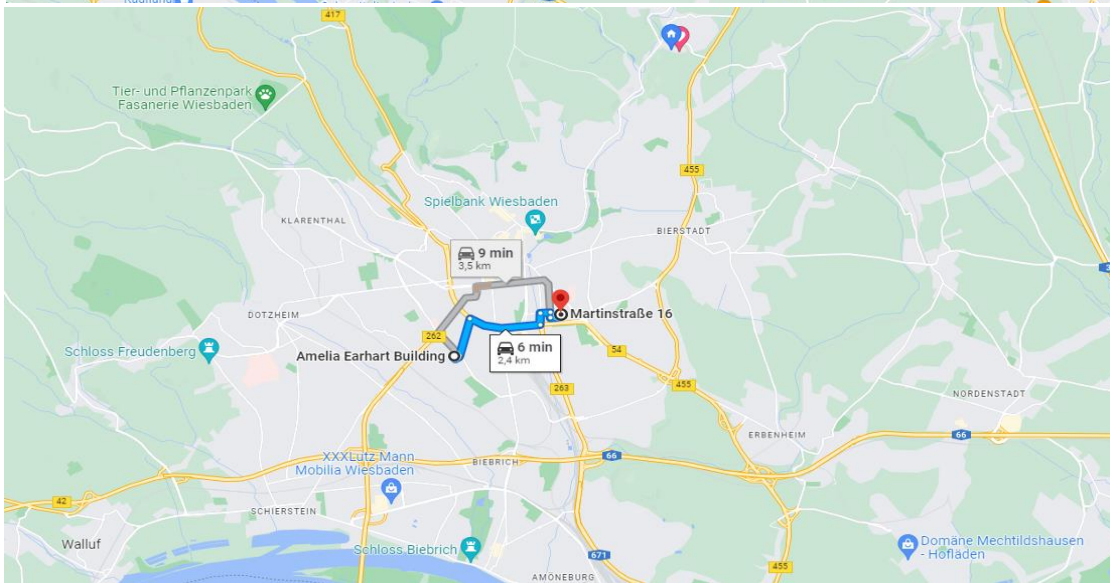 417
Tier- und Pflanzenpark
Fasanerie Wiesbaden
455
Spielbank Wiesbaden
KLARENTHAL
BIERSTADT
9 min
3,5 km
3
DOTZHEIM
Martinstraße 16
262
Schloss Freudenberg
Amelia Earhart Building
6 min
2,4 km
54
263
455
NORDENSTADT
ERBENHEIM
66
XXXLutz Mann
Mobilia Wiesbaden
BIEBRICH
66
42
SCHIERSTEIN
Walluf
Schloss Biebrich
671
Domäne Mechtildshausen
- Hofläden
455
AMÖNEBURG